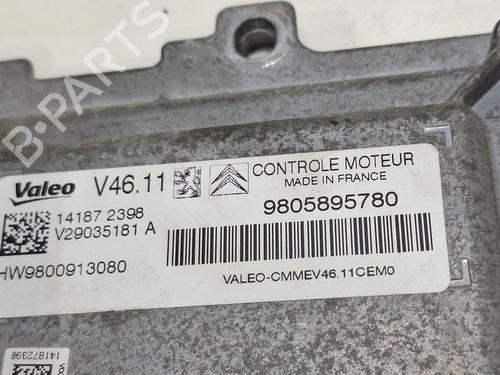 B-PARTS
Valeo V46.11 CONTROLE MOTEUR
MADE IN FRANCE
14187 2398 9805895780
V29035181 A
HW9800913080
VALEO-CMMEV46.11CEM0
141872398